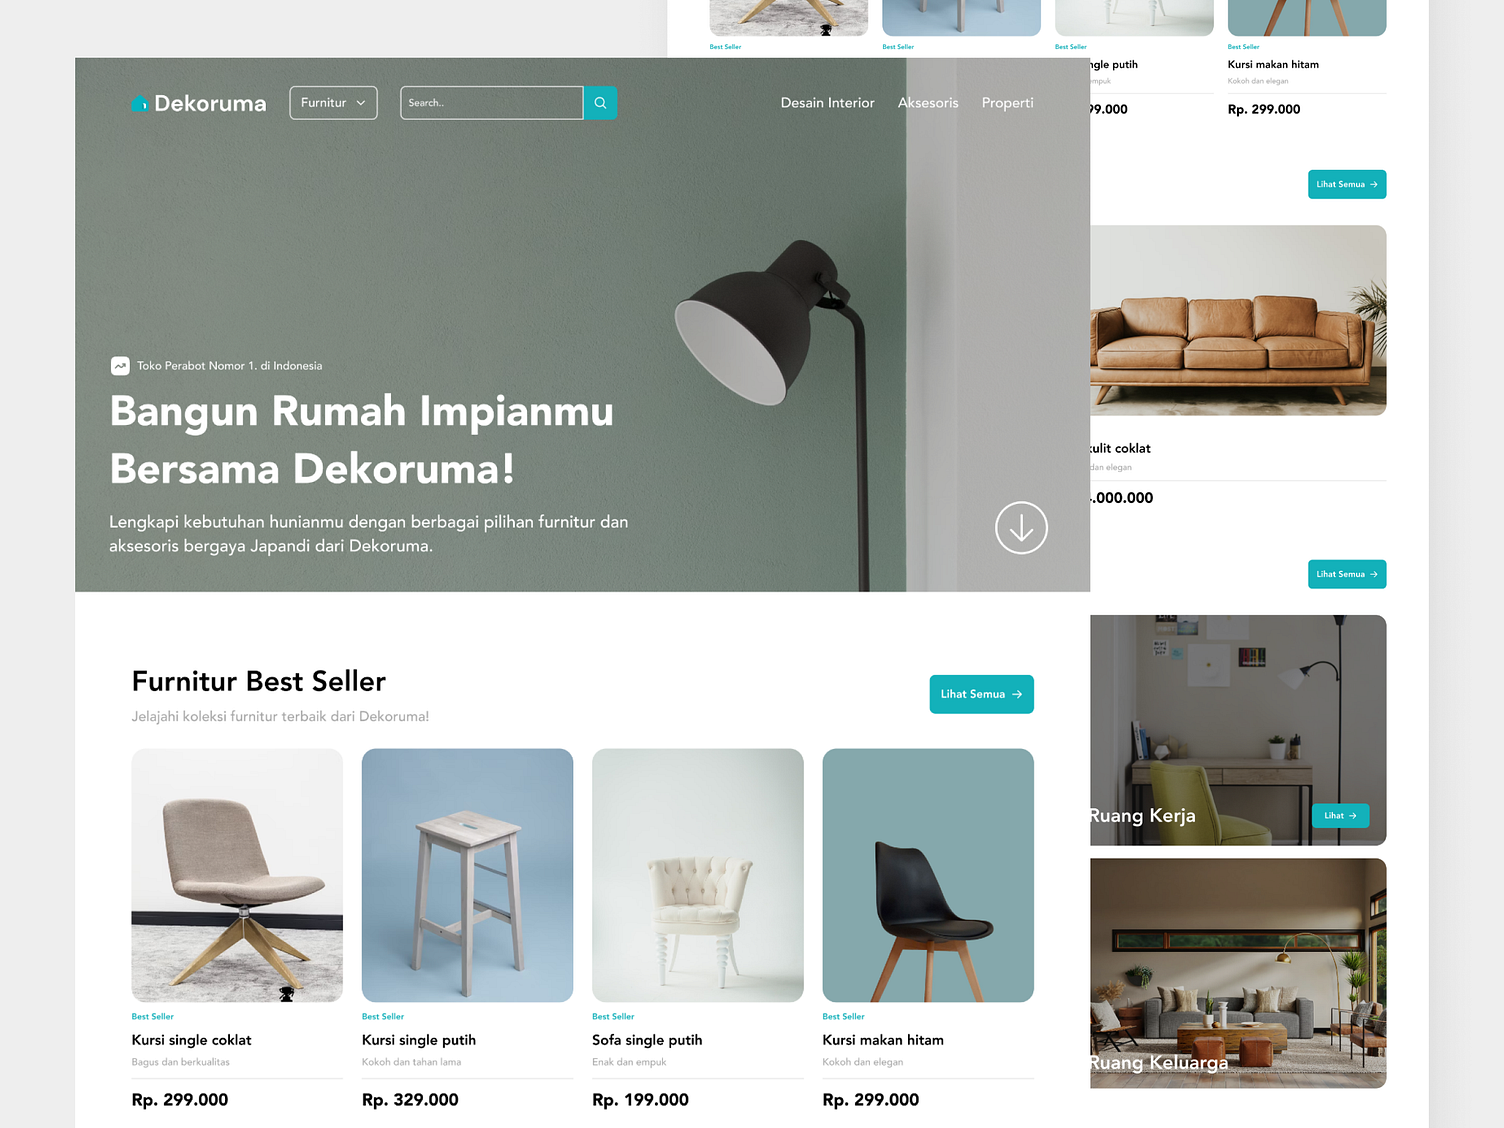 Dekoruma
Furnitur
Search..
Desain Interior
Aksesoris
Properti
Toko Perabot Nomor 1. di Indonesia
Bangun Rumah Impianmu
Bersama Dekoruma!
Lengkapi kebutuhan hunianmu dengan berbagai pilihan furnitur dan
aksesoris bergaya Japandi dari Dekoruma.
Furnitur Best Seller
Jelajahi koleksi furnitur terbaik dari Dekoruma!
Lihat Semua
Best Seller
Kursi single coklat
Bagus dan berkualitas
Rp. 299.000
Best Seller
Kursi single putih
Kokoh dan tahan lama
Rp. 329.000
Best Seller
Sofa single putih
Enak dan empuk
Rp. 199.000
Best Seller
Kursi makan hitam
Kokoh dan elegan
Rp. 299.000
Best Seller
Best Seller
Best Seller
putih
Best Seller
Kursi makan hitam
Kokoh dan elegan
Rp. 299.000
Lihat Semua
coklat
dan elegan
.000.000
Lihat Semua
Ruang Kerja
Lihat
Ruang Keluarga